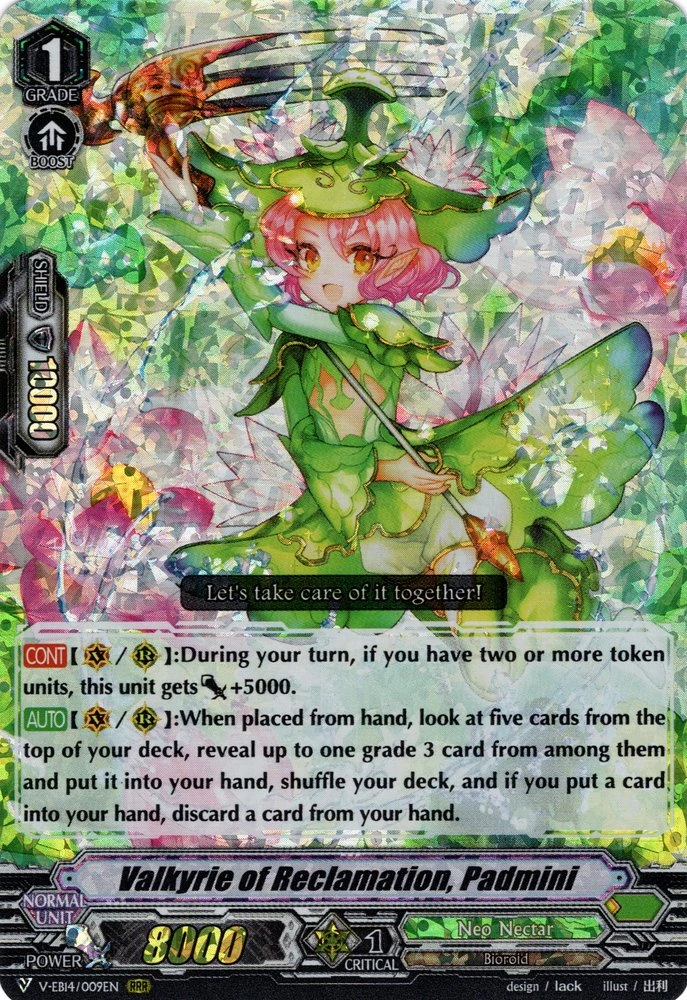 1
GRADE
BOOST
SHIELD
10000
Let's take care of it together!
CONT【 V / R 】:During your turn, if you have two or more token
units, this unit gets +5000.
AUTO【 V / R 】:When placed from hand, look at five cards from the
top of your deck, reveal up to one grade 3 card from among them
and put it into your hand, shuffle your deck, and if you put a card
into your hand, discard a card from your hand.
Valkyrie of Reclamation, Padmini
NORMAL
UNIT
POWER
8000
1
CRITICAL
Neo Nectar
Bioroid
V-EB14/009EN RRR
design / lack illust / 出利